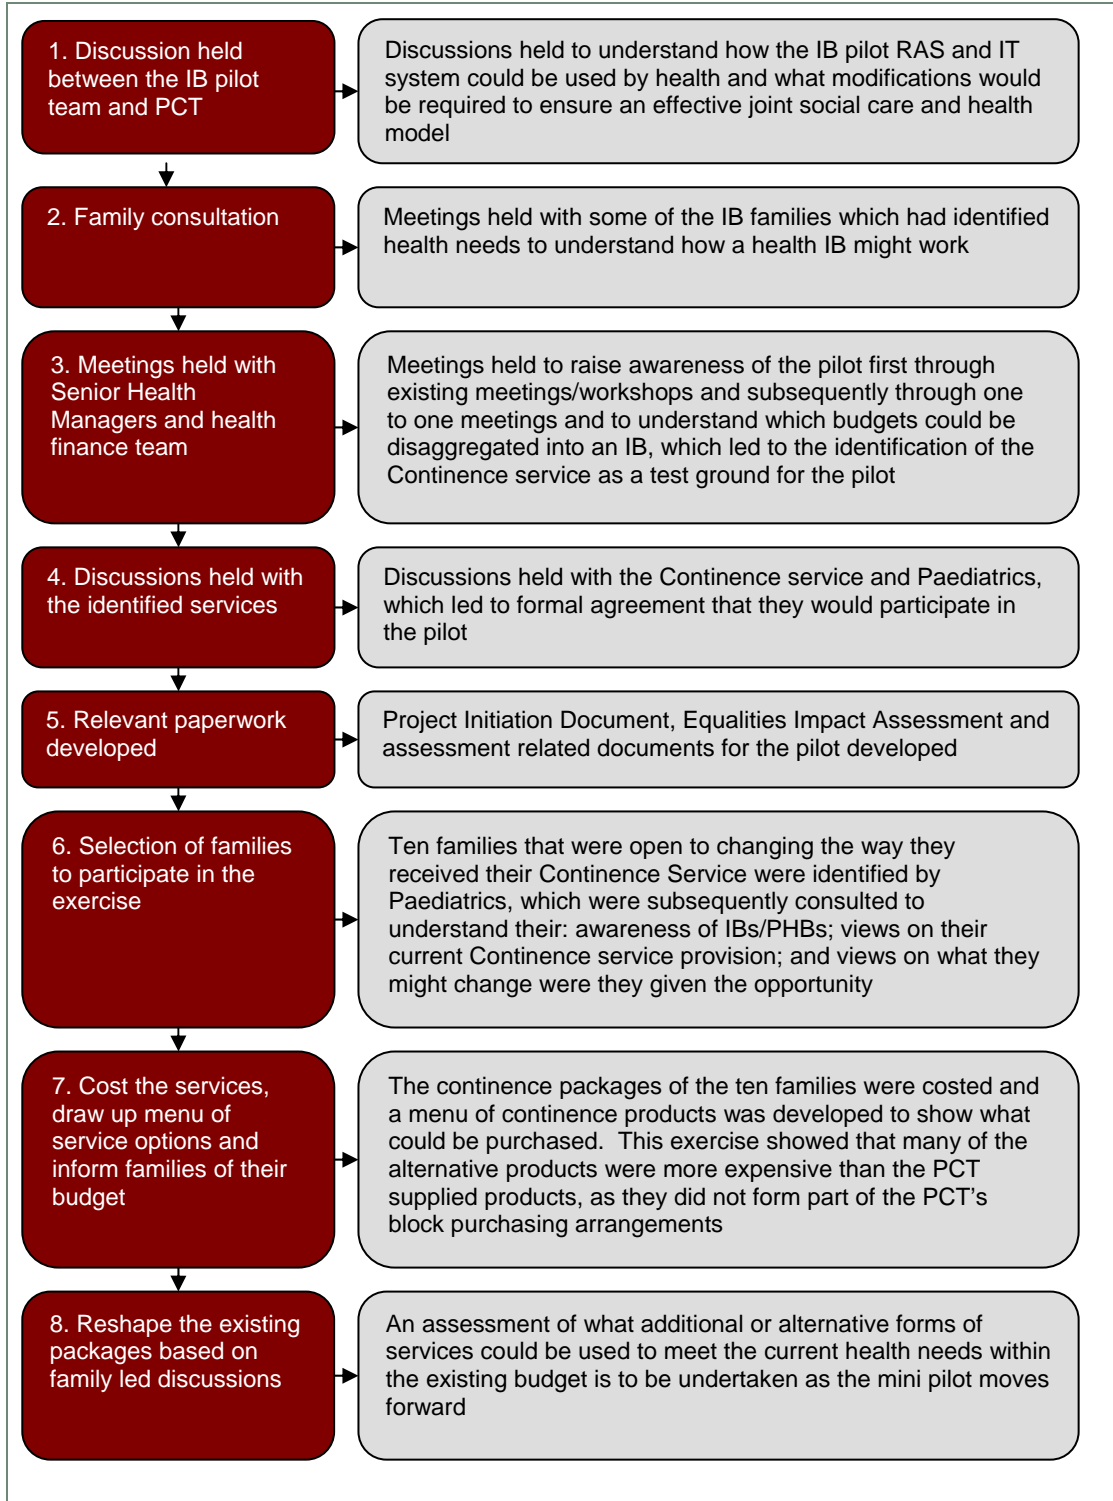 1. Discussion held
between the IB pilot
team and PCT
Discussions held to understand how the IB pilot RAS and IT
system could be used by health and what modifications would
be required to ensure an effective joint social care and health
model
2. Family consultation
Meetings held with some of the IB families which had identified
health needs to understand how a health IB might work
3. Meetings held with
Senior Health
Managers and health
finance team
Meetings held to raise awareness of the pilot first through
existing meetings/workshops and subsequently through one
to one meetings and to understand which budgets could be
disaggregated into an IB, which led to the identification of the
Continence service as a test ground for the pilot
4. Discussions held with
the identified services
Discussions held with the Continence service and Paediatrics,
which led to formal agreement that they would participate in
the pilot
5. Relevant paperwork
developed
Project Initiation Document, Equalities Impact Assessment and
assessment related documents for the pilot developed
6. Selection of families
to participate in the
exercise
Ten families that were open to changing the way they
received their Continence Service were identified by
Paediatrics, which were subsequently consulted to
understand their: awareness of IBs/PHBs; views on their
current Continence service provision; and views on what they
might change were they given the opportunity
7. Cost the services,
draw up menu of
service options and
inform families of their
budget
The continence packages of the ten families were costed and
a menu of continence products was developed to show what
could be purchased.  This exercise showed that many of the
alternative products were more expensive than the PCT
supplied products, as they did not form part of the PCT’s
block purchasing arrangements
8. Reshape the existing
packages based on
family led discussions
An assessment of what additional or alternative forms of
services could be used to meet the current health needs within
the existing budget is to be undertaken as the mini pilot moves
forward